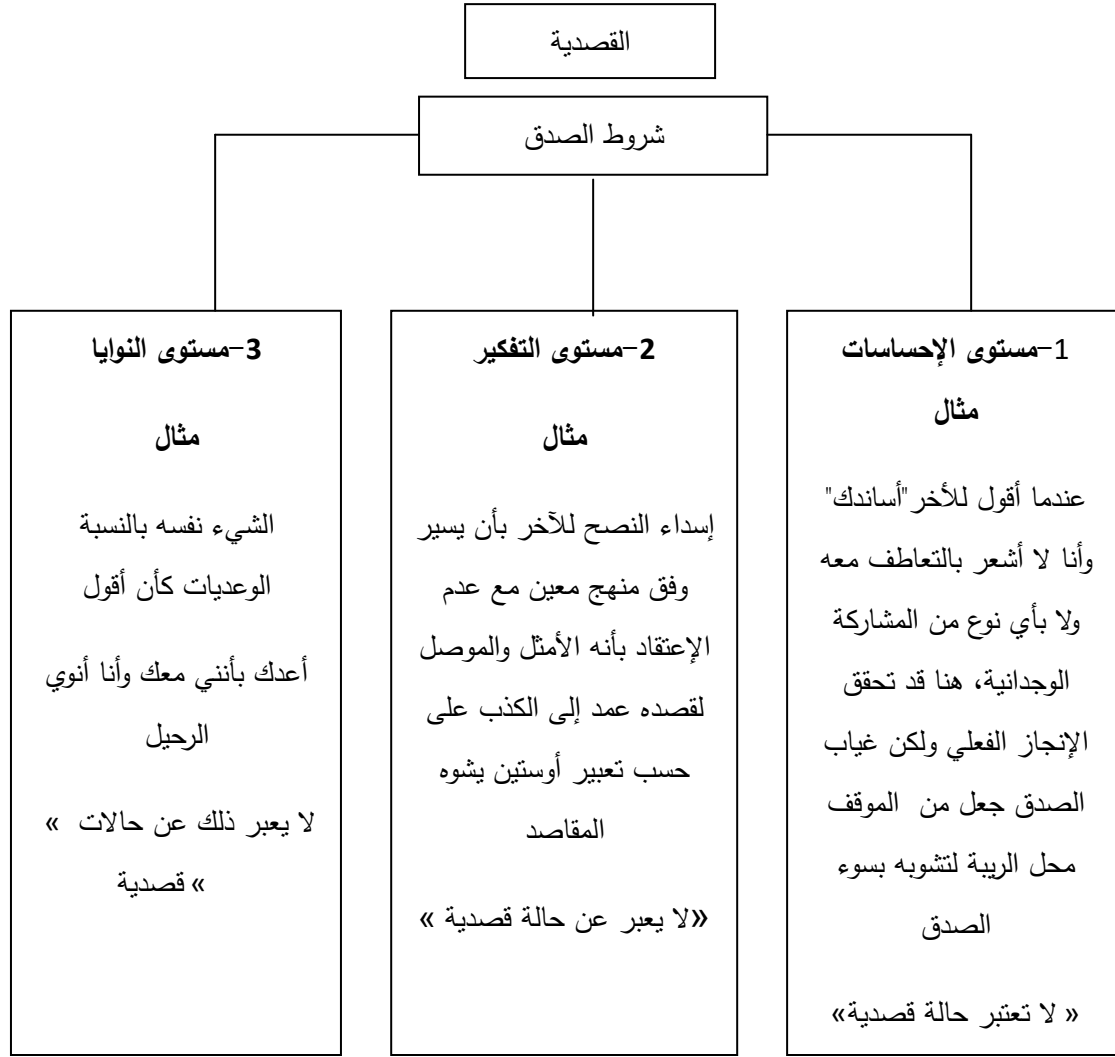 القصدية
شروط الصدق
1-مستوى الإحساسات
مثال
عندما أقول للأخر"أساندك"
وأنا لا أشعر بالتعاطف معه
ولا بأي نوع من المشاركة
الوجدانية، هنا قد تحقق
الإنجاز الفعلي ولكن غياب
الصدق جعل من الموقف
محل الريبة لتشوبه بسوء
الصدق
« لا تعتبر حالة قصدية»
2-مستوى التفكير
مثال
إسداء النصح للآخر بأن يسير
وفق منهج معين مع عدم
الإعتقاد بأنه الأمثل والموصل
لقصده عمد إلى الكذب على
حسب تعبير أوستين يشوه
المقاصد
«لا يعبر عن حالة قصدية »
3-مستوى النوايا
مثال
الشيء نفسه بالنسبة
الوعديات كأن أقول
أعدك بأنني معك وأنا أنوي
الرحيل
لا يعبر ذلك عن حالات »
» قصدية